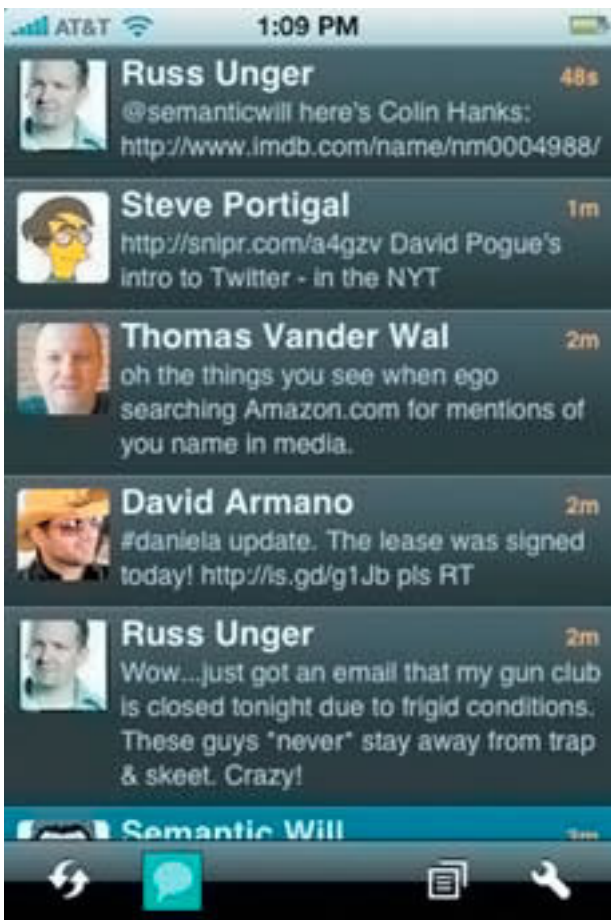 AT&T 1:09 PM
Russ Unger 48s
@semanticwill here's Colin Hanks:
http://www.imdb.com/name/nm0004988/
Steve Portigal 1m
http://snipr.com/a4gzv David Pogue's
intro to Twitter - in the NYT
Thomas Vander Wal 2m
oh the things you see when ego
searching Amazon.com for mentions of
you name in media.
David Armano 2m
#daniela update. The lease was signed
today! http://is.gd/g1Jb pls RT
Russ Unger 2m
Wow...just got an email that my gun club
is closed tonight due to frigid conditions.
These guys *never* stay away from trap
& skeet. Crazy!
Semantic Will